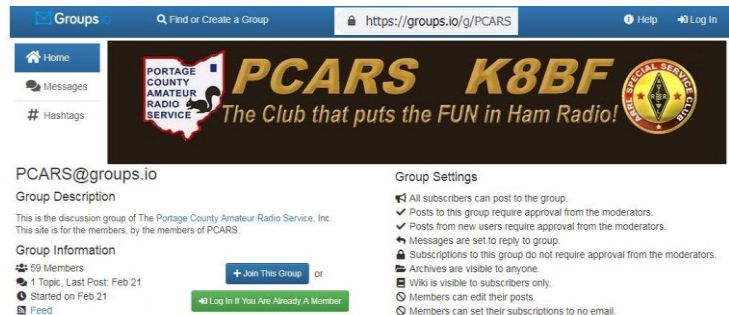 Groups.io
Find or Create a Group
https://groups.io/g/PCARS
Help
Log In
Home
Messages
# Hashtags
PORTAGE
COUNTY
AMATEUR
RADIO
SERVICE
PCARS K8BF
The Club that puts the FUN in Ham Radio!
ARRL SPECIAL SERVICE CLUB
PCARS@groups.io
Group Description
This is the discussion group of The Portage County Amateur Radio Service, Inc.
This site is for the members, by the members of PCARS.
Group Information
59 Members
1 Topic, Last Post: Feb 21
Started on Feb 21
Feed
+ Join This Group or
Log In If You Are Already A Member
Group Settings
All subscribers can post to the group.
Posts to this group require approval from the moderators.
Posts from new users require approval from the moderators.
Messages are set to reply to group.
Subscriptions to this group do not require approval from the moderators.
Archives are visible to anyone.
Wiki is visible to subscribers only.
Members can edit their posts.
Members can set their subscriptions to no email.